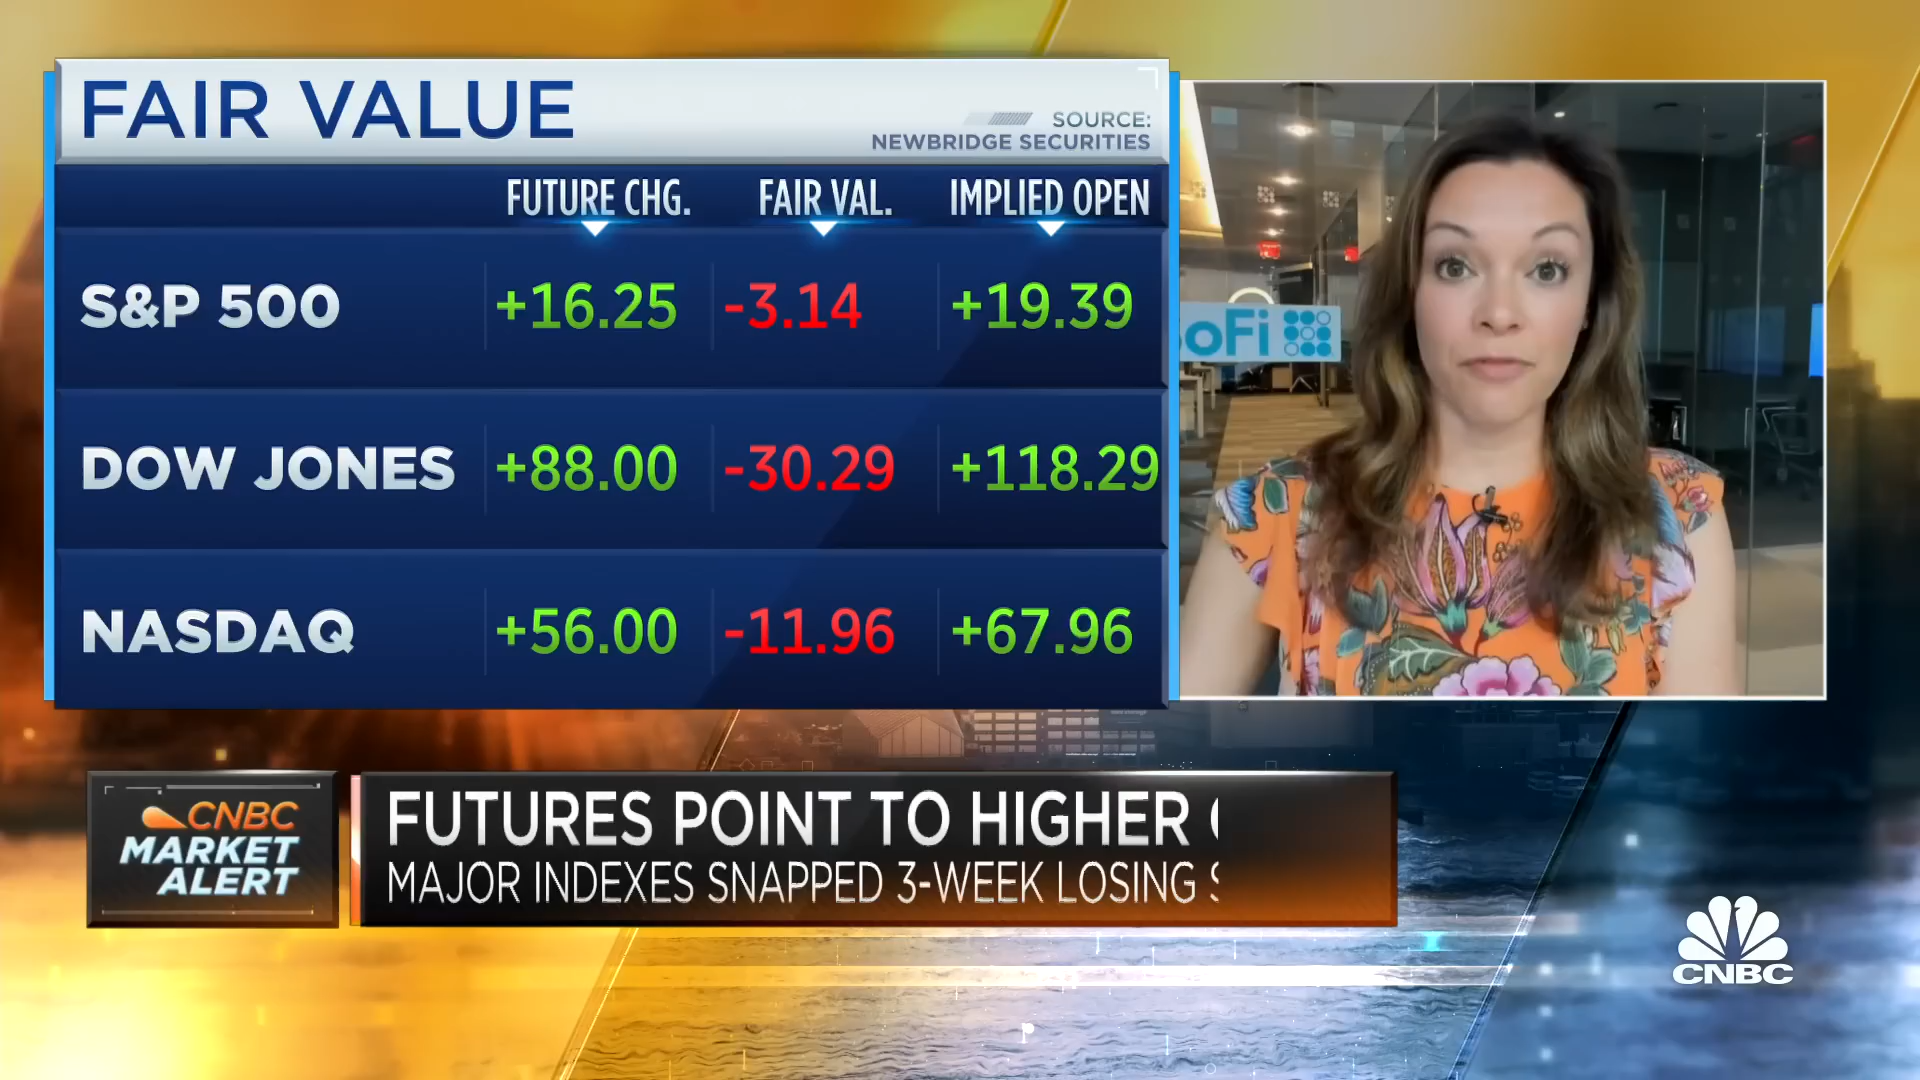 FAIR VALUE
SOURCE:
NEWBRIDGE SECURITIES
FUTURE CHG. FAIR VAL. IMPLIED OPEN
S&P 500 +16.25 -3.14 +19.39
DOW JONES +88.00 -30.29 +118.29
NASDAQ +56.00 -11.96 +67.96
oFi
CNBC
MARKET
ALERT
FUTURES POINT TO HIGHER
MAJOR INDEXES SNAPPED 3-WEEK LOSING
CNBC